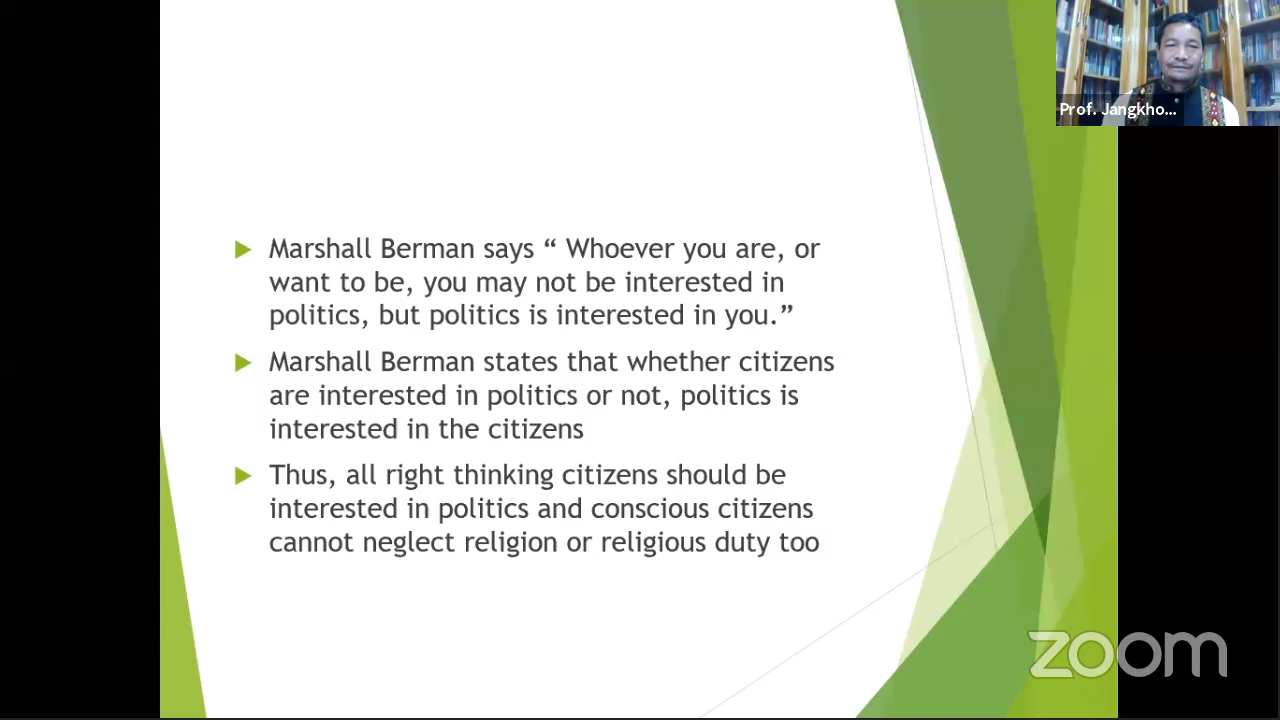 Prof. Jangkho...
Marshall Berman says “ Whoever you are, or
want to be, you may not be interested in
politics, but politics is interested in you.”
Marshall Berman states that whether citizens
are interested in politics or not, politics is
interested in the citizens
Thus, all right thinking citizens should be
interested in politics and conscious citizens
cannot neglect religion or religious duty too
zoom